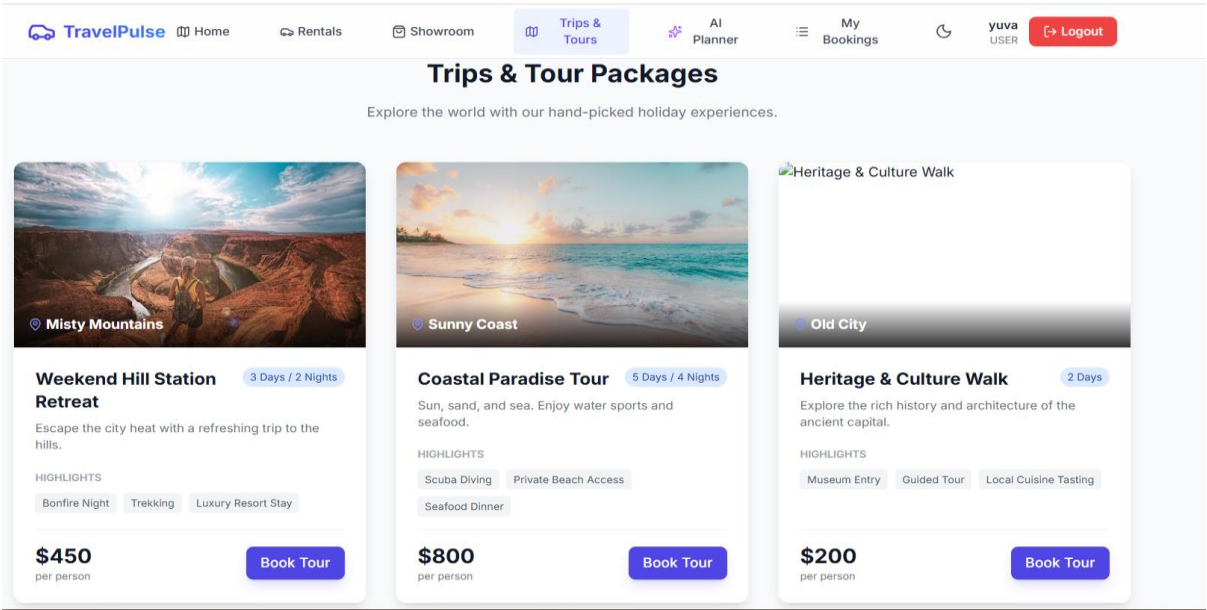 TravelPulse Home Rentals Showroom Trips & Tours AI Planner My Bookings yuva USER Logout
Trips & Tour Packages
Explore the world with our hand-picked holiday experiences.
Misty Mountains
Weekend Hill Station Retreat
3 Days / 2 Nights
Escape the city heat with a refreshing trip to the
hills.
HIGHLIGHTS
Bonfire Night Trekking Luxury Resort Stay
$450
per person
Book Tour
Sunny Coast
Coastal Paradise Tour
5 Days / 4 Nights
Sun, sand, and sea. Enjoy water sports and
seafood.
HIGHLIGHTS
Scuba Diving Private Beach Access
Seafood Dinner
$800
per person
Book Tour
Heritage & Culture Walk
Old City
Heritage & Culture Walk
2 Days
Explore the rich history and architecture of the
ancient capital.
HIGHLIGHTS
Museum Entry Guided Tour Local Cuisine Tasting
$200
per person
Book Tour